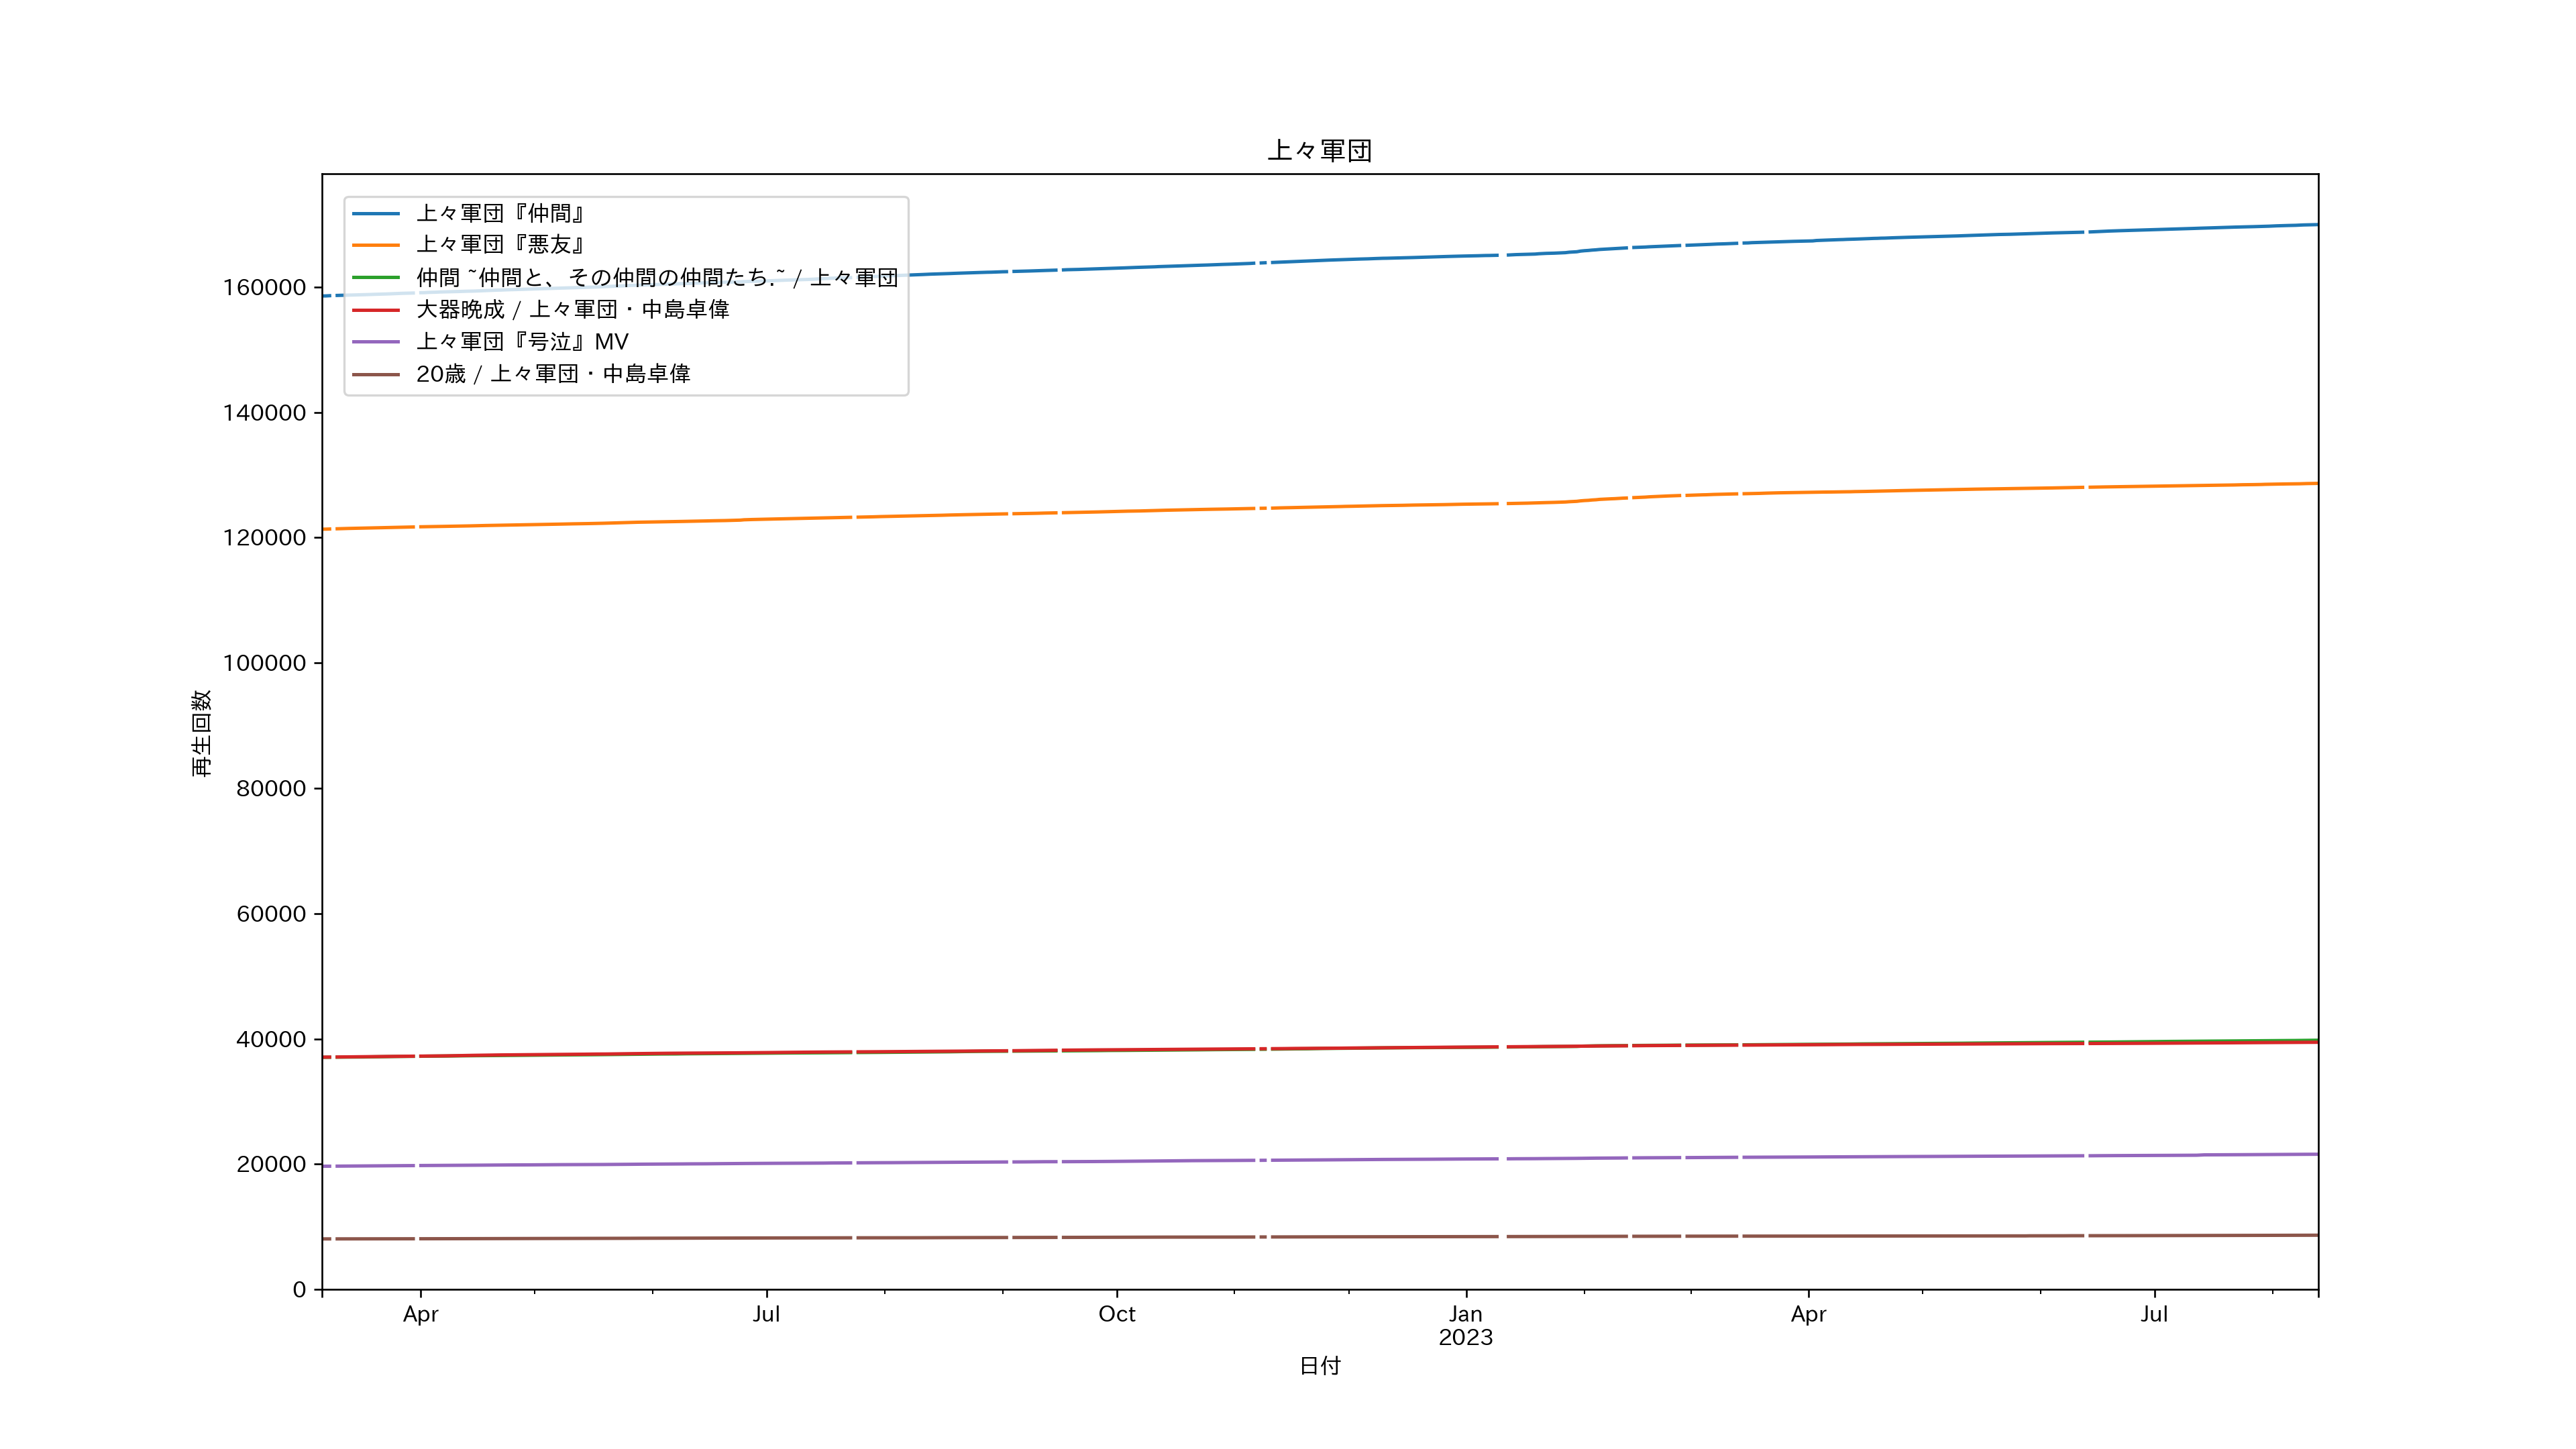 上々軍団
上々軍団『仲間』
上々軍団『悪友』
仲間 ~仲間と、その仲間の仲間たち.~ / 上々軍団
大器晩成 / 上々軍団・中島卓偉
上々軍団『号泣』MV
20歳 / 上々軍団・中島卓偉
160000
140000
120000
100000
80000
60000
40000
20000
0
再生回数
Apr
Jul
Oct
Jan
2023
Apr
Jul
日付